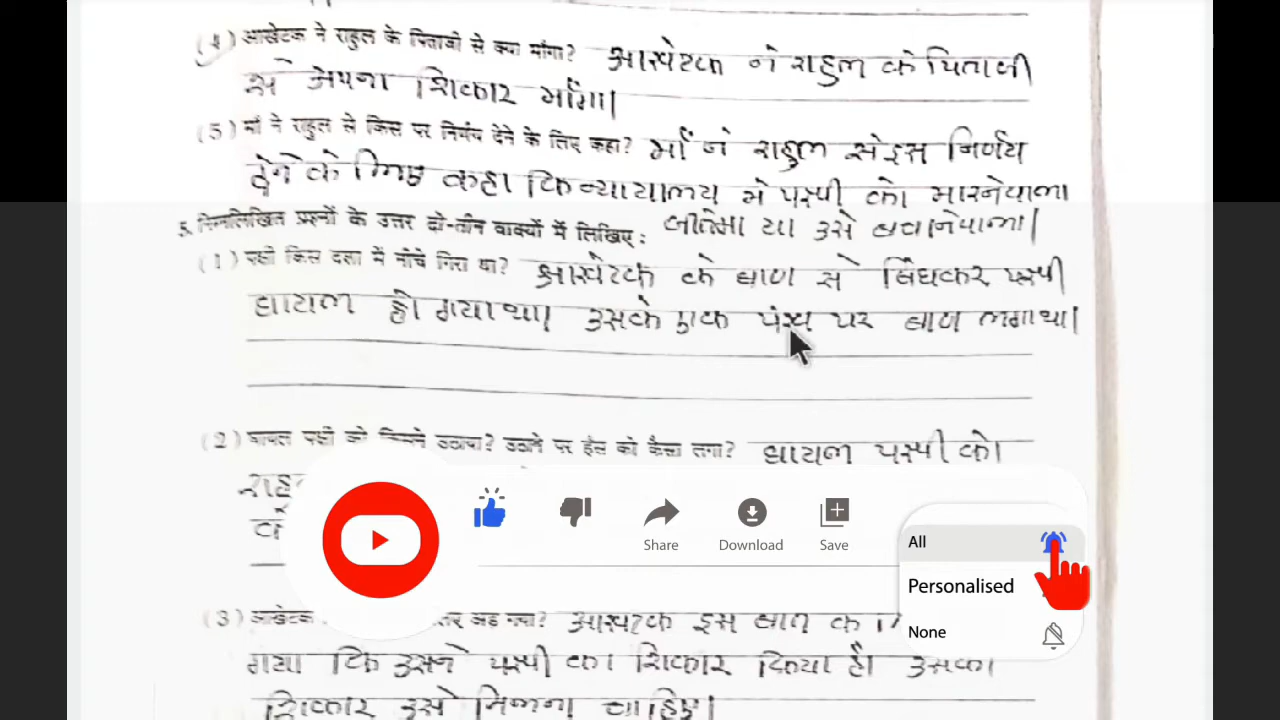 (4) आखेटक ने राहुल के पिताजी से क्या मांगा? आखेटक ने राहुल के पिताजी
से अपना शिकार माँगा।
(5) माँ ने राहुल से किस पर निर्णय देने के लिए कहा? माँ ने राहुल से इस निर्णय
देने के लिए कहा कि न्यायालय में पक्षी को मारनेवाला
5. निम्नलिखित प्रश्नों के उत्तर दो-तीन वाक्यों में लिखिए: जीतेगा या उसे बचानेवाला।
(1) पक्षी किस दशा में नीचे गिरा था? आखेटक के बाण से बिंधकर पक्षी
घायल हो गया था। उसके एक पंख पर बाण लगा था।
(2) घायल पक्षी को किसने उठाया? उठाने पर हंस को कैसा लगा? घायल पक्षी को
Share Download Save
All
Personalised
None
(3) आखेटक अड़ गया? आखेटक इस बात
गया कि उसने पक्षी का शिकार किया है। उसका
शिकार उसे मिलना चाहिए।